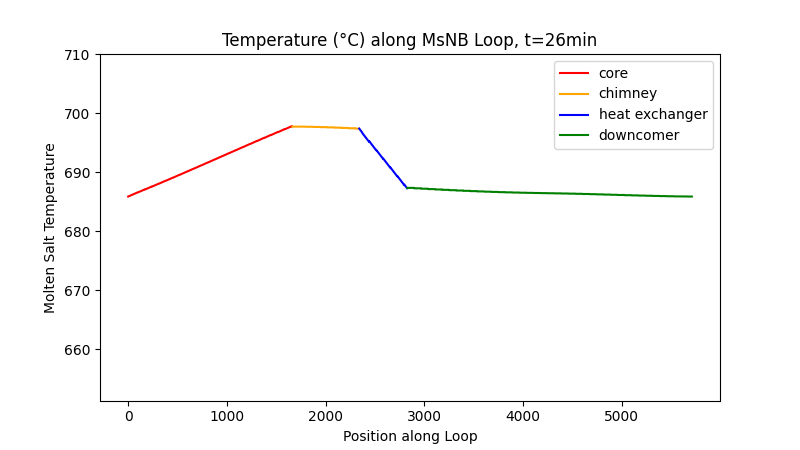 Temperature (°C) along MsNB Loop, t=26min
710
700
690
680
670
660
Molten Salt Temperature
core
chimney
heat exchanger
downcomer
0 1000 2000 3000 4000 5000
Position along Loop